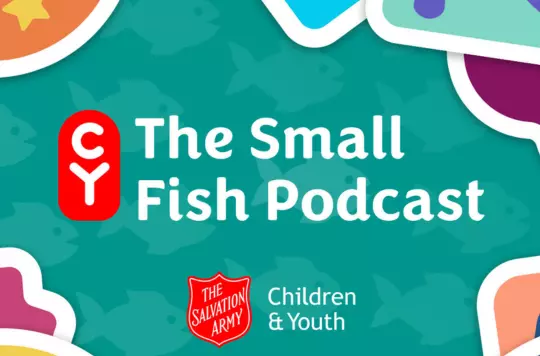 CY
The Small
Fish Podcast
THE
SALVATION
ARMY
Children
& Youth